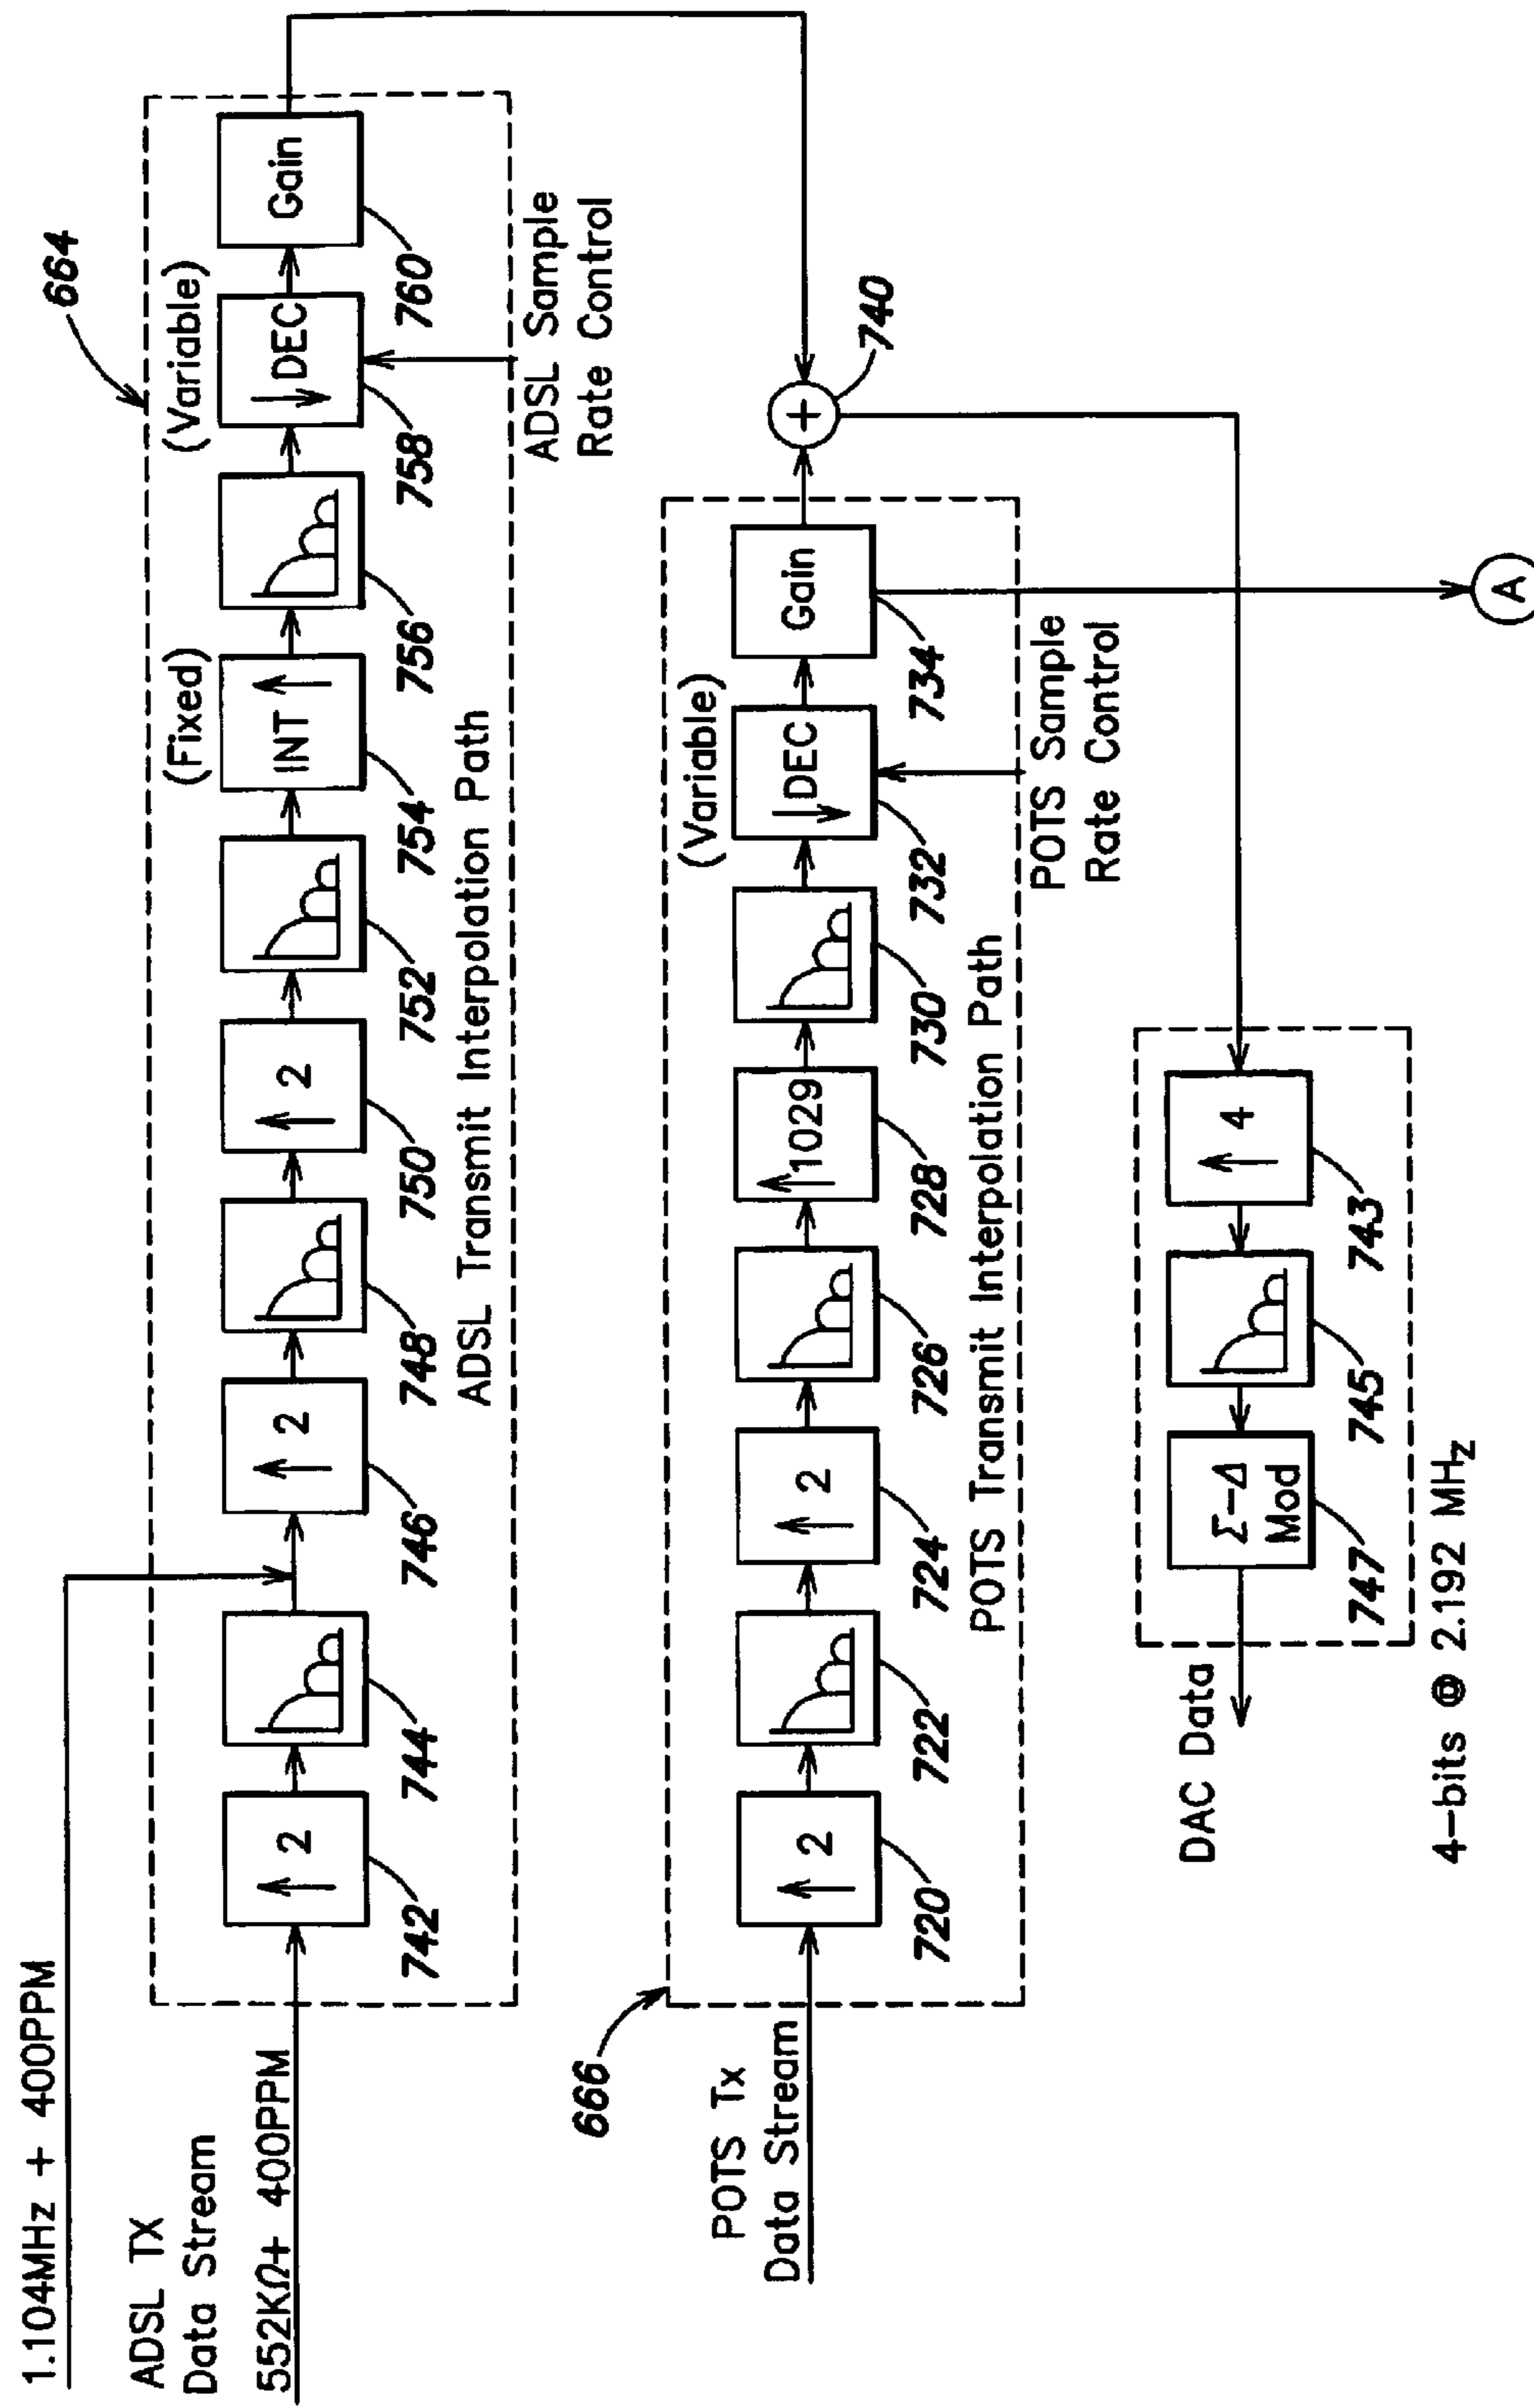 1.104MHz + 400PPM
ADSL TX
Data Stream
552KΩ+ 400PPM
664
(Fixed)
(Variable)
2
2
2
INT
DEC
Gain
742
744
746
748
750
752
754
756
758
760
ADSL Transmit Interpolation Path
ADSL Sample
Rate Control
666
POTS Tx
Data Stream
(Variable)
2
2
1029
DEC
Gain
+
740
720
722
724
726
728
730
732
734
POTS Transmit Interpolation Path
POTS Sample
Rate Control
DAC Data
Σ-Δ
Mod
4
747
745
743
4-bits @ 2.192 MHz
A